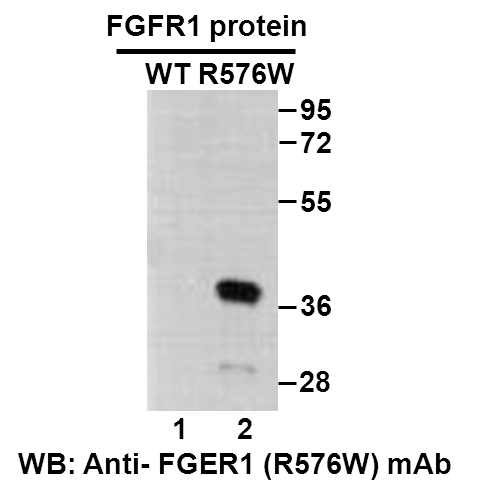 FGFR1 protein
WT R576W
–95
–72
–55
–36
–28
1 2
WB: Anti- FGER1 (R576W) mAb